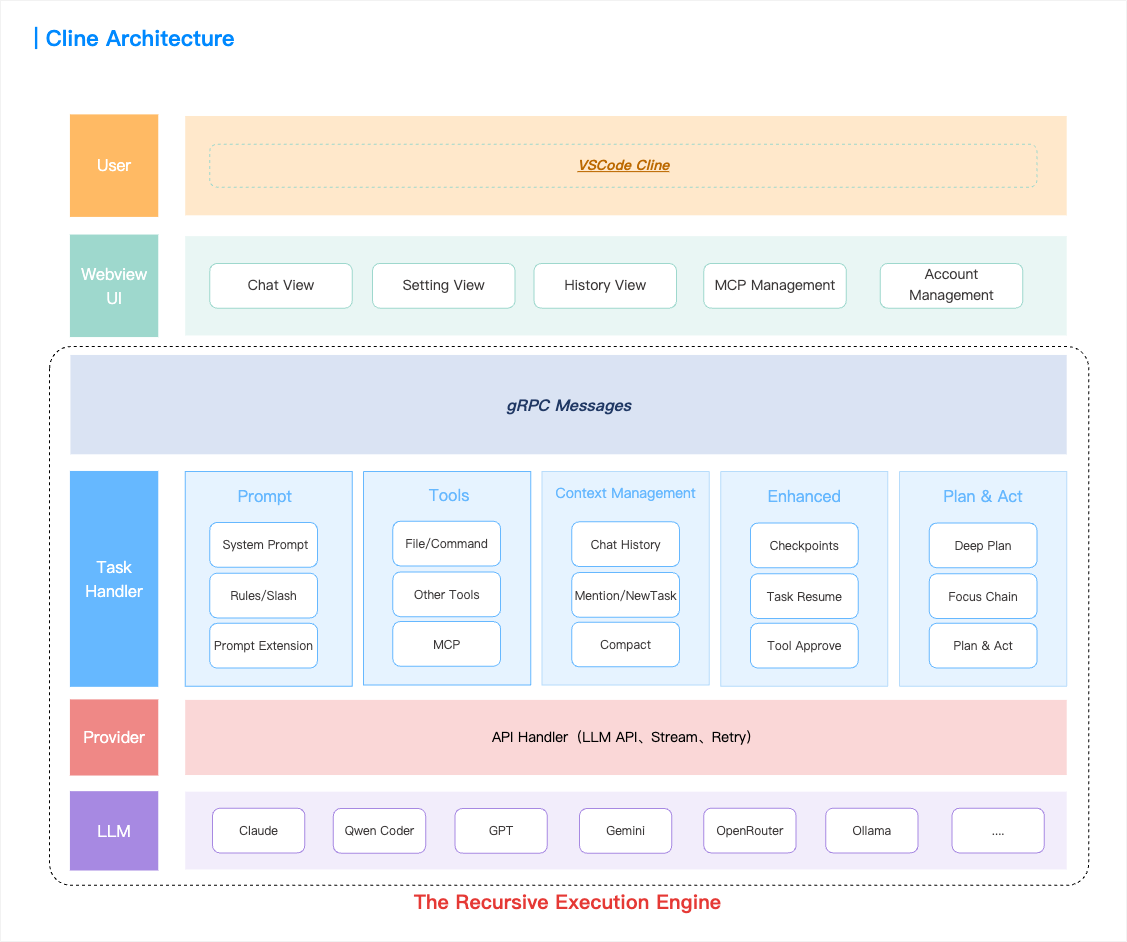 Cline Architecture
User
VSCode Cline
Webview
UI
Chat View
Setting View
History View
MCP Management
Account
Management
gRPC Messages
Task
Handler
Prompt
System Prompt
Rules/Slash
Prompt Extension
Tools
File/Command
Other Tools
MCP
Context Management
Chat History
Mention/NewTask
Compact
Enhanced
Checkpoints
Task Resume
Tool Approve
Plan & Act
Deep Plan
Focus Chain
Plan & Act
Provider
API Handler（LLM API、Stream、Retry）
LLM
Claude
Qwen Coder
GPT
Gemini
OpenRouter
Ollama
....
The Recursive Execution Engine